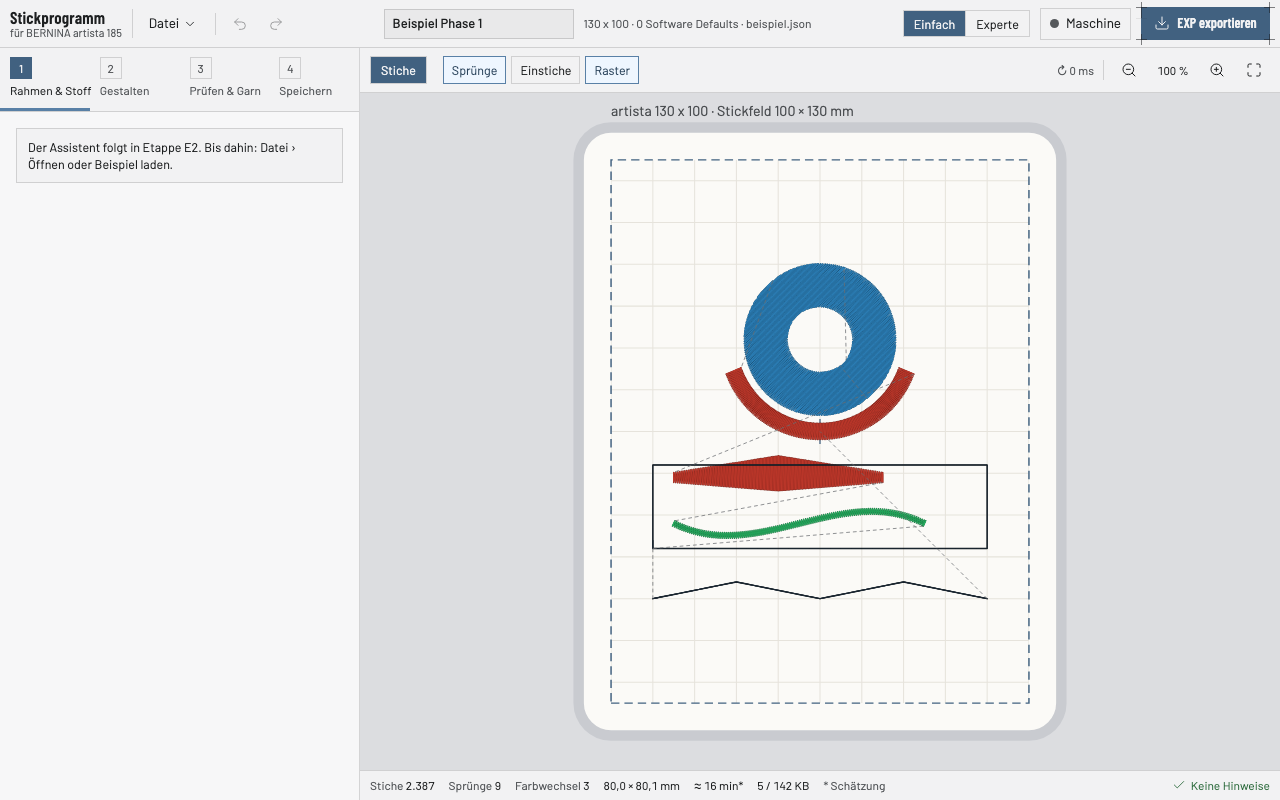 Stickprogramm
für BERNINA artista 185
Datei
Beispiel Phase 1
130 x 100 · 0 Software Defaults · beispiel.json
Einfach
Experte
Maschine
EXP exportieren
1
2
3
4
Rahmen & Stoff
Gestalten
Prüfen & Garn
Speichern
Stiche
Sprünge
Einstiche
Raster
0 ms
100 %
Der Assistent folgt in Etappe E2. Bis dahin: Datei ›
Öffnen oder Beispiel laden.
artista 130 x 100 · Stickfeld 100 × 130 mm
Stiche 2.387
Sprünge 9
Farbwechsel 3
80,0 × 80,1 mm
≈ 16 min*
5 / 142 KB
* Schätzung
Keine Hinweise